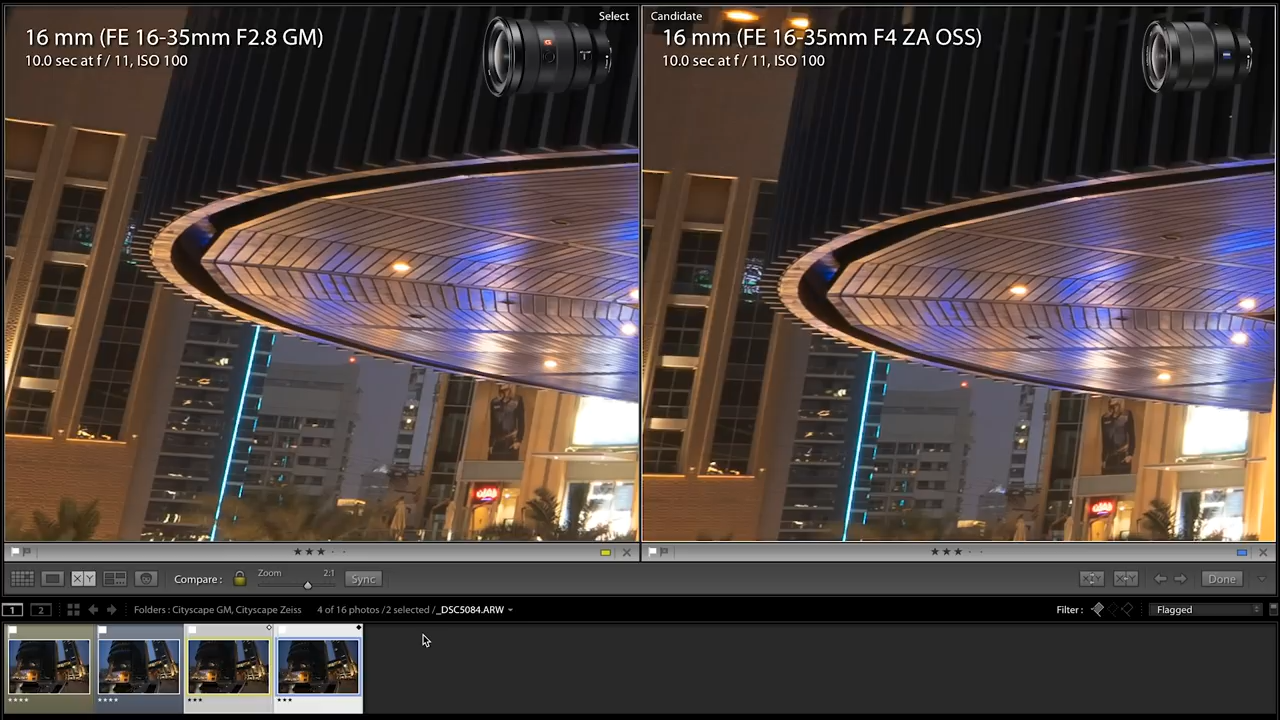 Select
16 mm (FE 16-35mm F2.8 GM)
10.0 sec at f / 11, ISO 100
Candidate
16 mm (FE 16-35mm F4 ZA OSS)
10.0 sec at f / 11, ISO 100
X Y
Compare :
Zoom
2:1
Sync
Done
1
2
Folders : Cityscape GM, Cityscape Zeiss
4 of 16 photos /2 selected /_DSC5084.ARW
Filter :
Flagged